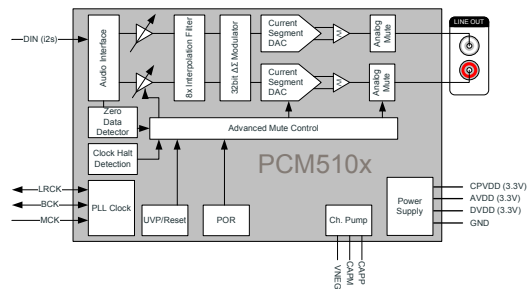 DIN (i2s)
Audio Interface
8x Interpolation Filter
32bit ΔΣ Modulator
Current
Segment
DAC
Current
Segment
DAC
Analog
Mute
Analog
Mute
LINE OUT
Zero
Data
Detector
Advanced Mute Control
Clock Halt
Detection
PCM510x
LRCK
BCK
MCK
PLL Clock
UVP/Reset
POR
Ch. Pump
Power
Supply
CPVDD (3.3V)
AVDD (3.3V)
DVDD (3.3V)
GND
VNEG
CAPM
CAPP